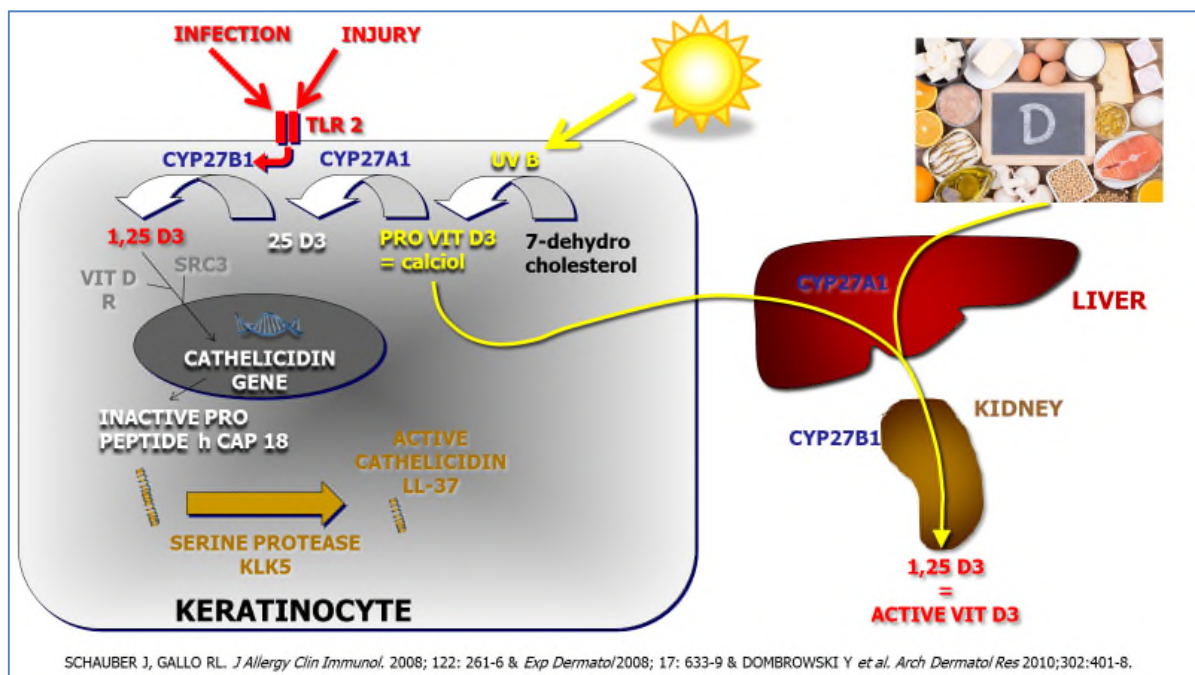 INFECTION
INJURY
TLR 2
CYP27B1
CYP27A1
UV B
1,25 D3
25 D3
PRO VIT D3
= calciol
7-dehydro
cholesterol
VIT D
R
SRC3
CATHELICIDIN
GENE
INACTIVE PRO
PEPTIDE h CAP 18
ACTIVE
CATHELICIDIN
LL-37
SERINE PROTEASE
KLK5
KERATINOCYTE
D
CYP27A1
LIVER
KIDNEY
CYP27B1
1,25 D3
=
ACTIVE VIT D3
SCHAUBER J, GALLO RL. J Allergy Clin Immunol. 2008; 122: 261-6 & Exp Dermatol 2008; 17: 633-9 & DOMBROWSKI Y et al. Arch Dermatol Res 2010;302:401-8.